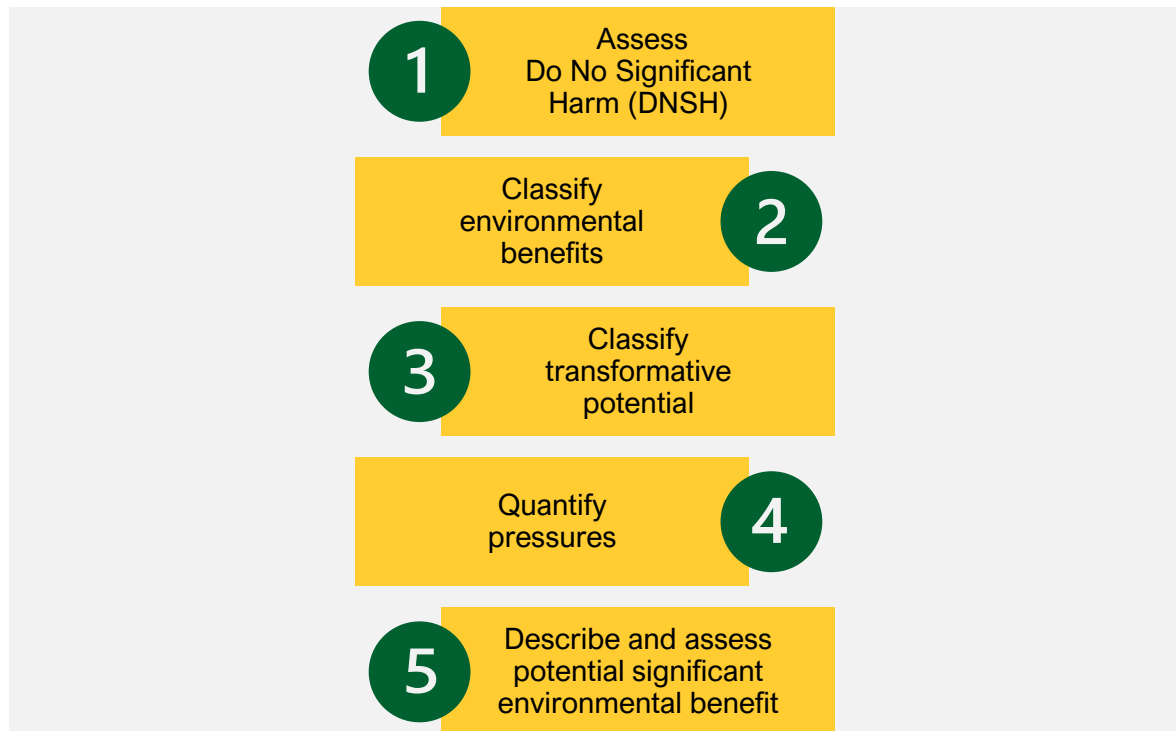 1
Assess
Do No Significant
Harm (DNSH)
Classify
environmental
benefits
2
3
Classify
transformative
potential
Quantify
pressures
4
5
Describe and assess
potential significant
environmental benefit